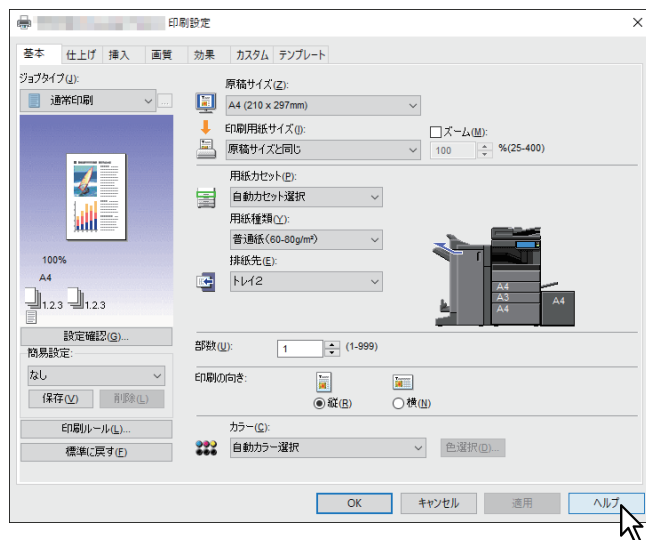 印刷設定
基本 仕上げ 挿入 画質 効果 カスタム テンプレート
ジョブタイプ(J):
通常印刷
...
100%
A4
1.2.3 1.2.3
設定確認(G)...
簡易設定:
なし
保存(V) 削除(L)
印刷ルール(L)...
標準に戻す(F)
原稿サイズ(Z):
A4 (210 x 297mm)
印刷用紙サイズ(I):
原稿サイズと同じ
ズーム(M):
100 %(25-400)
用紙カセット(P):
自動カセット選択
用紙種類(Y):
普通紙(60-80g/m²)
排紙先(E):
トレイ2
A4
A3
A4
A4
部数(U): 1 (1-999)
印刷の向き:
縦(R) 横(N)
カラー(C):
自動カラー選択
色選択(D)...
OK キャンセル 適用 ヘルプ